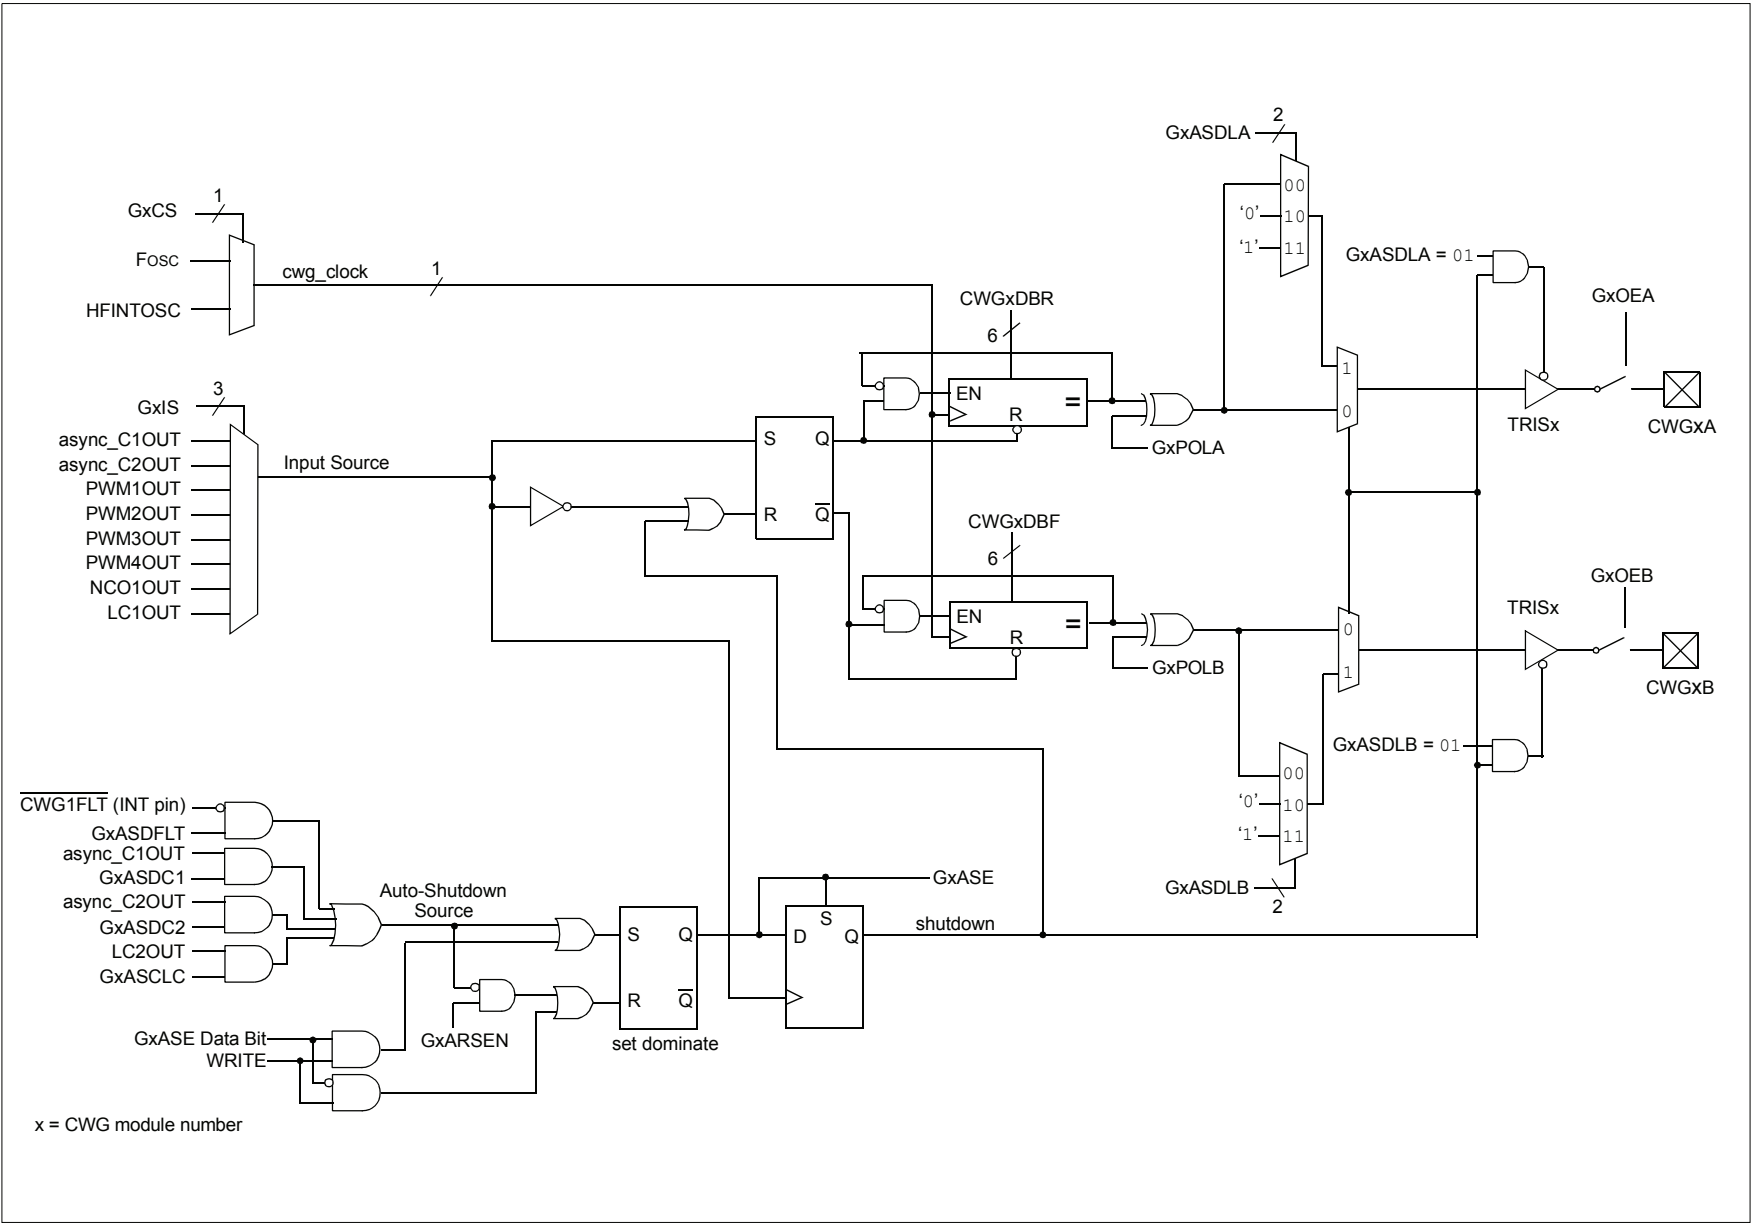 2
GxASDLA
00
‘0’ 10
‘1’ 11
1
GxCS
FOSC
HFINTOSC
cwg_clock
1
GxASDLA = 01
GxOEA
CWGxDBR
6
EN
R
=
1
0
TRISx
CWGxA
3
GxIS
async_C1OUT
async_C2OUT
PWM1OUT
PWM2OUT
PWM3OUT
PWM4OUT
NCO1OUT
LC1OUT
Input Source
S Q
R Q
GxPOLA
CWGxDBF
6
EN
R
=
GxPOLB
GxOEB
TRISx
0
1
CWGxB
GxASDLB = 01
00
‘0’ 10
‘1’ 11
GxASDLB
2
CWG1FLT (INT pin)
GxASDFLT
async_C1OUT
GxASDC1
async_C2OUT
GxASDC2
LC2OUT
GxASCLC
Auto-Shutdown
Source
GxARSEN
S Q
R Q
set dominate
GxASE
S
D Q
shutdown
GxASE Data Bit
WRITE
x = CWG module number